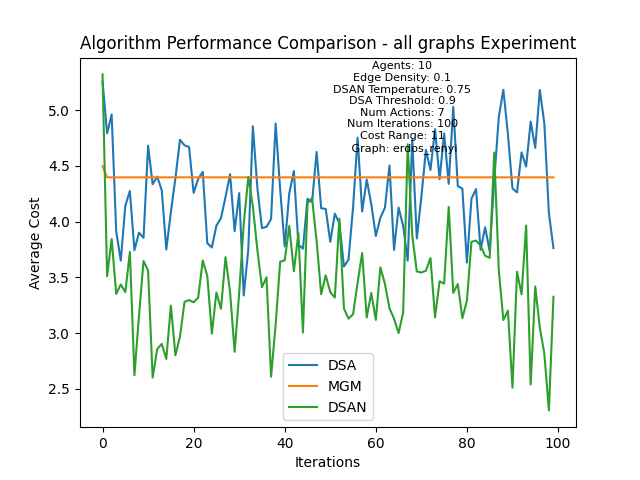 Algorithm Performance Comparison - all graphs Experiment
Agents: 10
Edge Density: 0.1
DSAN Temperature: 0.75
DSA Threshold: 0.9
Num Actions: 7
Num Iterations: 100
Cost Range: 11
Graph: erdos_renyi
Average Cost
5.0
4.5
4.0
3.5
3.0
2.5
DSA
MGM
DSAN
0 20 40 60 80 100
Iterations